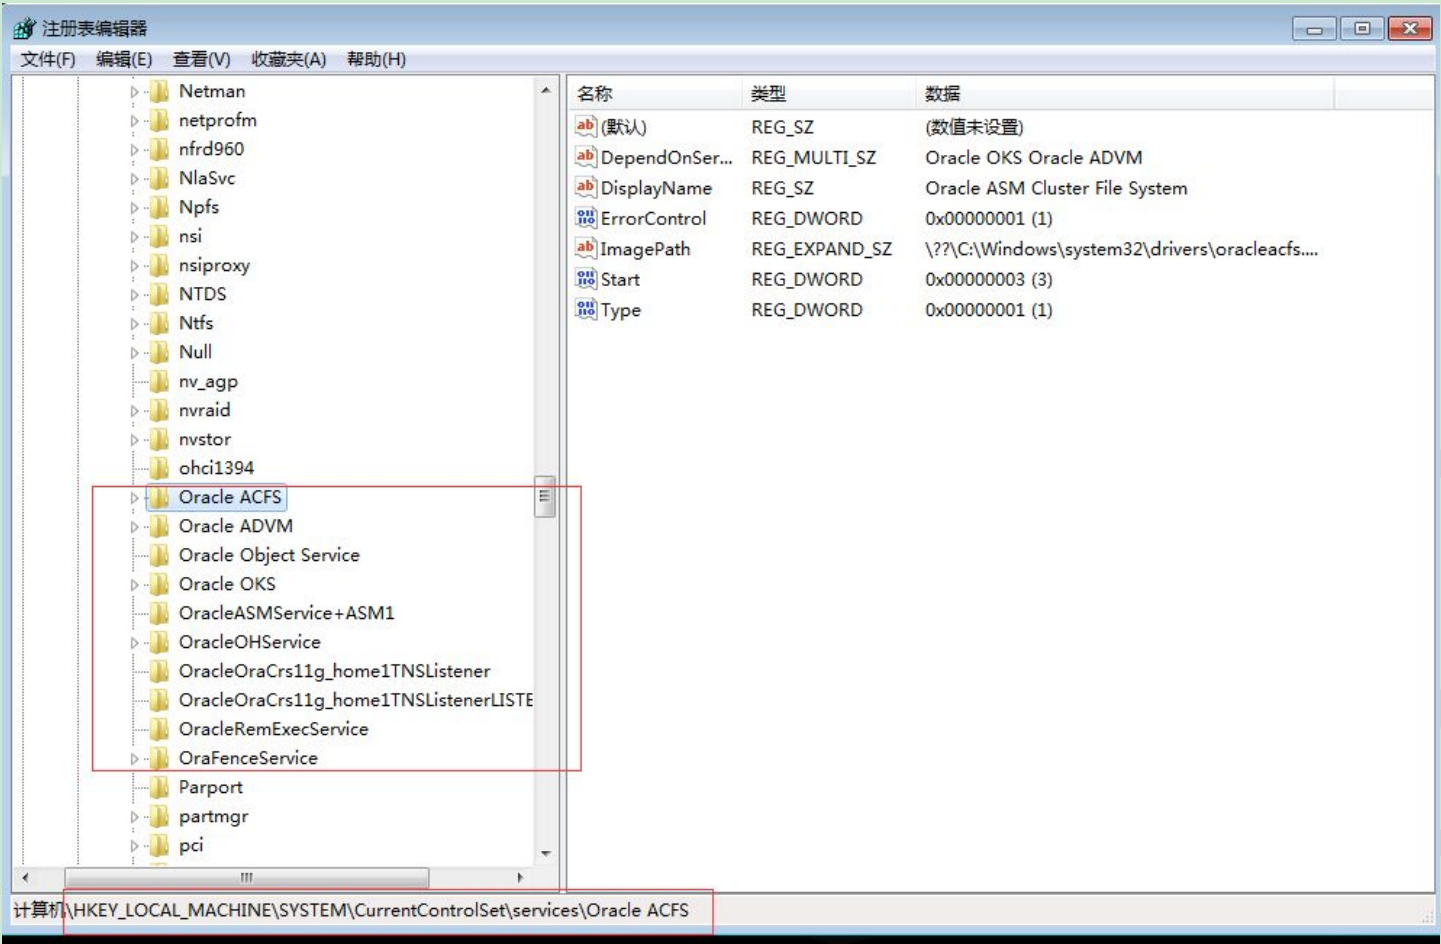 注册表编辑器
文件(F) 编辑(E) 查看(V) 收藏夹(A) 帮助(H)
Netman
netprofm
nfrd960
NlaSvc
Npfs
nsi
nsiproxy
NTDS
Ntfs
Null
nv_agp
nvraid
nvstor
ohci1394
Oracle ACFS
Oracle ADVM
Oracle Object Service
Oracle OKS
OracleASMService+ASM1
OracleOHService
OracleOraCrs11g_home1TNSListener
OracleOraCrs11g_home1TNSListenerLISTE
OracleRemExecService
OraFenceService
Parport
partmgr
pci
名称 类型 数据
(默认) REG_SZ (数值未设置)
DependOnSer... REG_MULTI_SZ Oracle OKS Oracle ADVM
DisplayName REG_SZ Oracle ASM Cluster File System
ErrorControl REG_DWORD 0x00000001 (1)
ImagePath REG_EXPAND_SZ \??\C:\Windows\system32\drivers\oracleacfs....
Start REG_DWORD 0x00000003 (3)
Type REG_DWORD 0x00000001 (1)
计算机\HKEY_LOCAL_MACHINE\SYSTEM\CurrentControlSet\services\Oracle ACFS